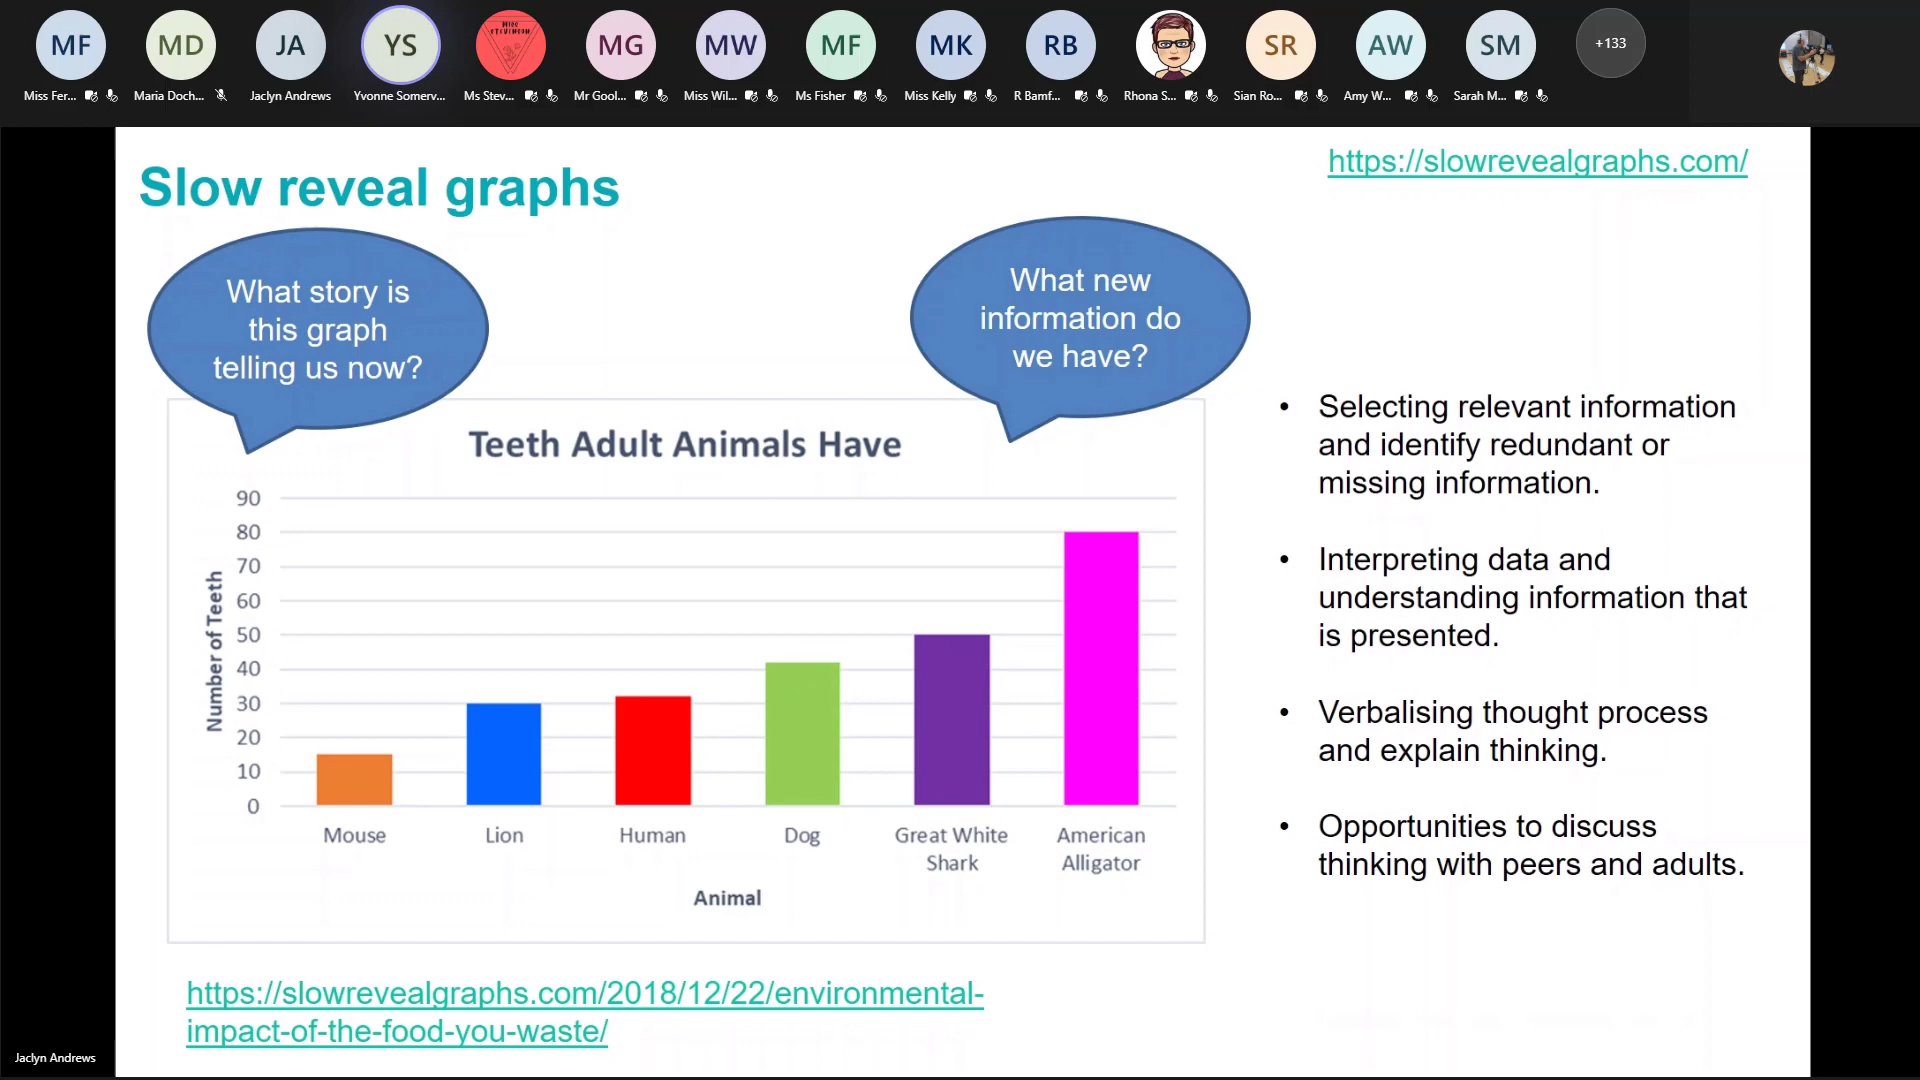 MF
MD
JA
YS
Miss
STEVENSON
MG
MW
MF
MK
RB
SR
AW
SM
+133
Miss Fer...
Maria Doch...
Jaclyn Andrews
Yvonne Somerv...
Ms Stev...
Mr Gool...
Miss Wil...
Ms Fisher
Miss Kelly
R Bamf...
Rhona S...
Sian Ro...
Amy W...
Sarah M...
Slow reveal graphs
https://slowrevealgraphs.com/
What story is
this graph
telling us now?
What new
information do
we have?
Teeth Adult Animals Have
Number of Teeth
90
80
70
60
50
40
30
20
10
0
Mouse
Lion
Human
Dog
Great White
Shark
American
Alligator
Animal
• Selecting relevant information
and identify redundant or
missing information.
• Interpreting data and
understanding information that
is presented.
• Verbalising thought process
and explain thinking.
• Opportunities to discuss
thinking with peers and adults.
https://slowrevealgraphs.com/2018/12/22/environmental-
impact-of-the-food-you-waste/
Jaclyn Andrews